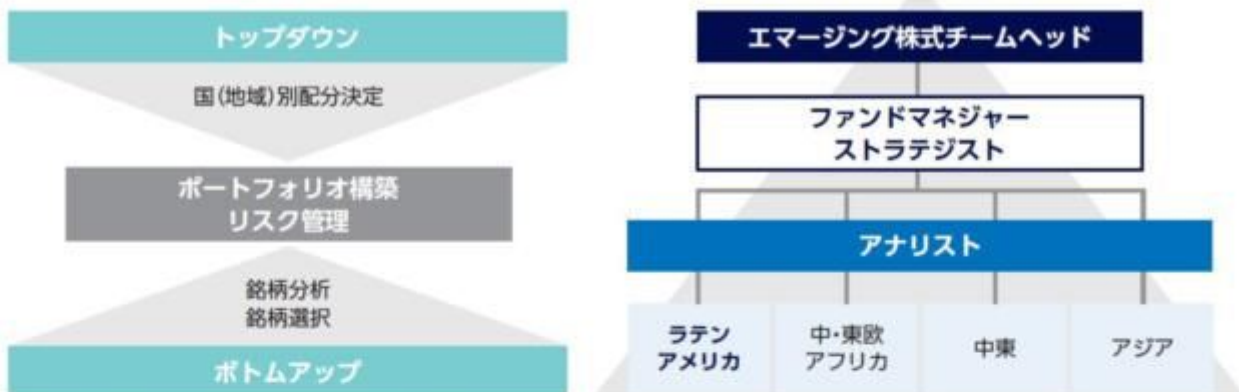 トップダウン
国(地域)別配分決定
ポートフォリオ構築
リスク管理
銘柄分析
銘柄選択
ボトムアップ
エマージング株式チームヘッド
ファンドマネジャー
ストラテジスト
アナリスト
ラテン
アメリカ
中・東欧
アフリカ
中東
アジア